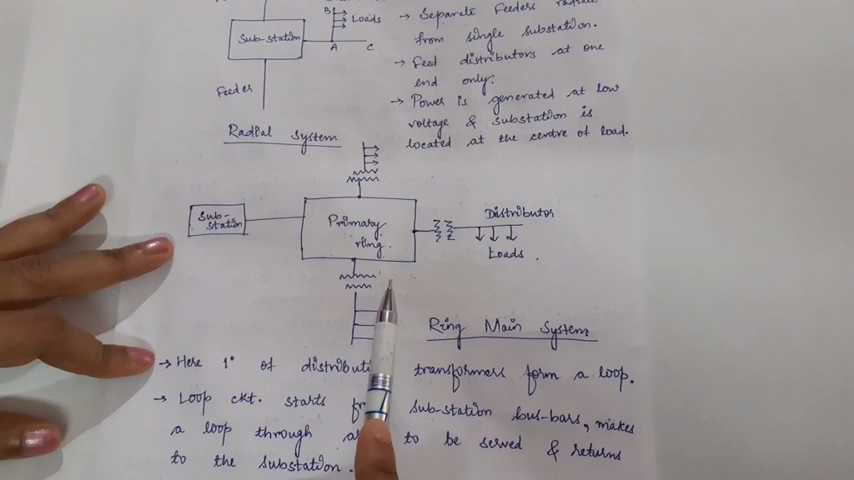 B
Loads
→ Separate Feeders radiate
Sub-station
A C
from single substation.
→ Feed distributors at one
end only.
Feeder
→ Power is generated at low
voltage & substation is
located at the centre of load.
Radial System
Sub-
station
Primary
ring.
Distributor
Loads.
Ring Main System
→ Here 1° of transformers form a loop.
→ Loop ckt. starts sub-station bus-bars, makes
a loop through to be served & returns
to the substation.